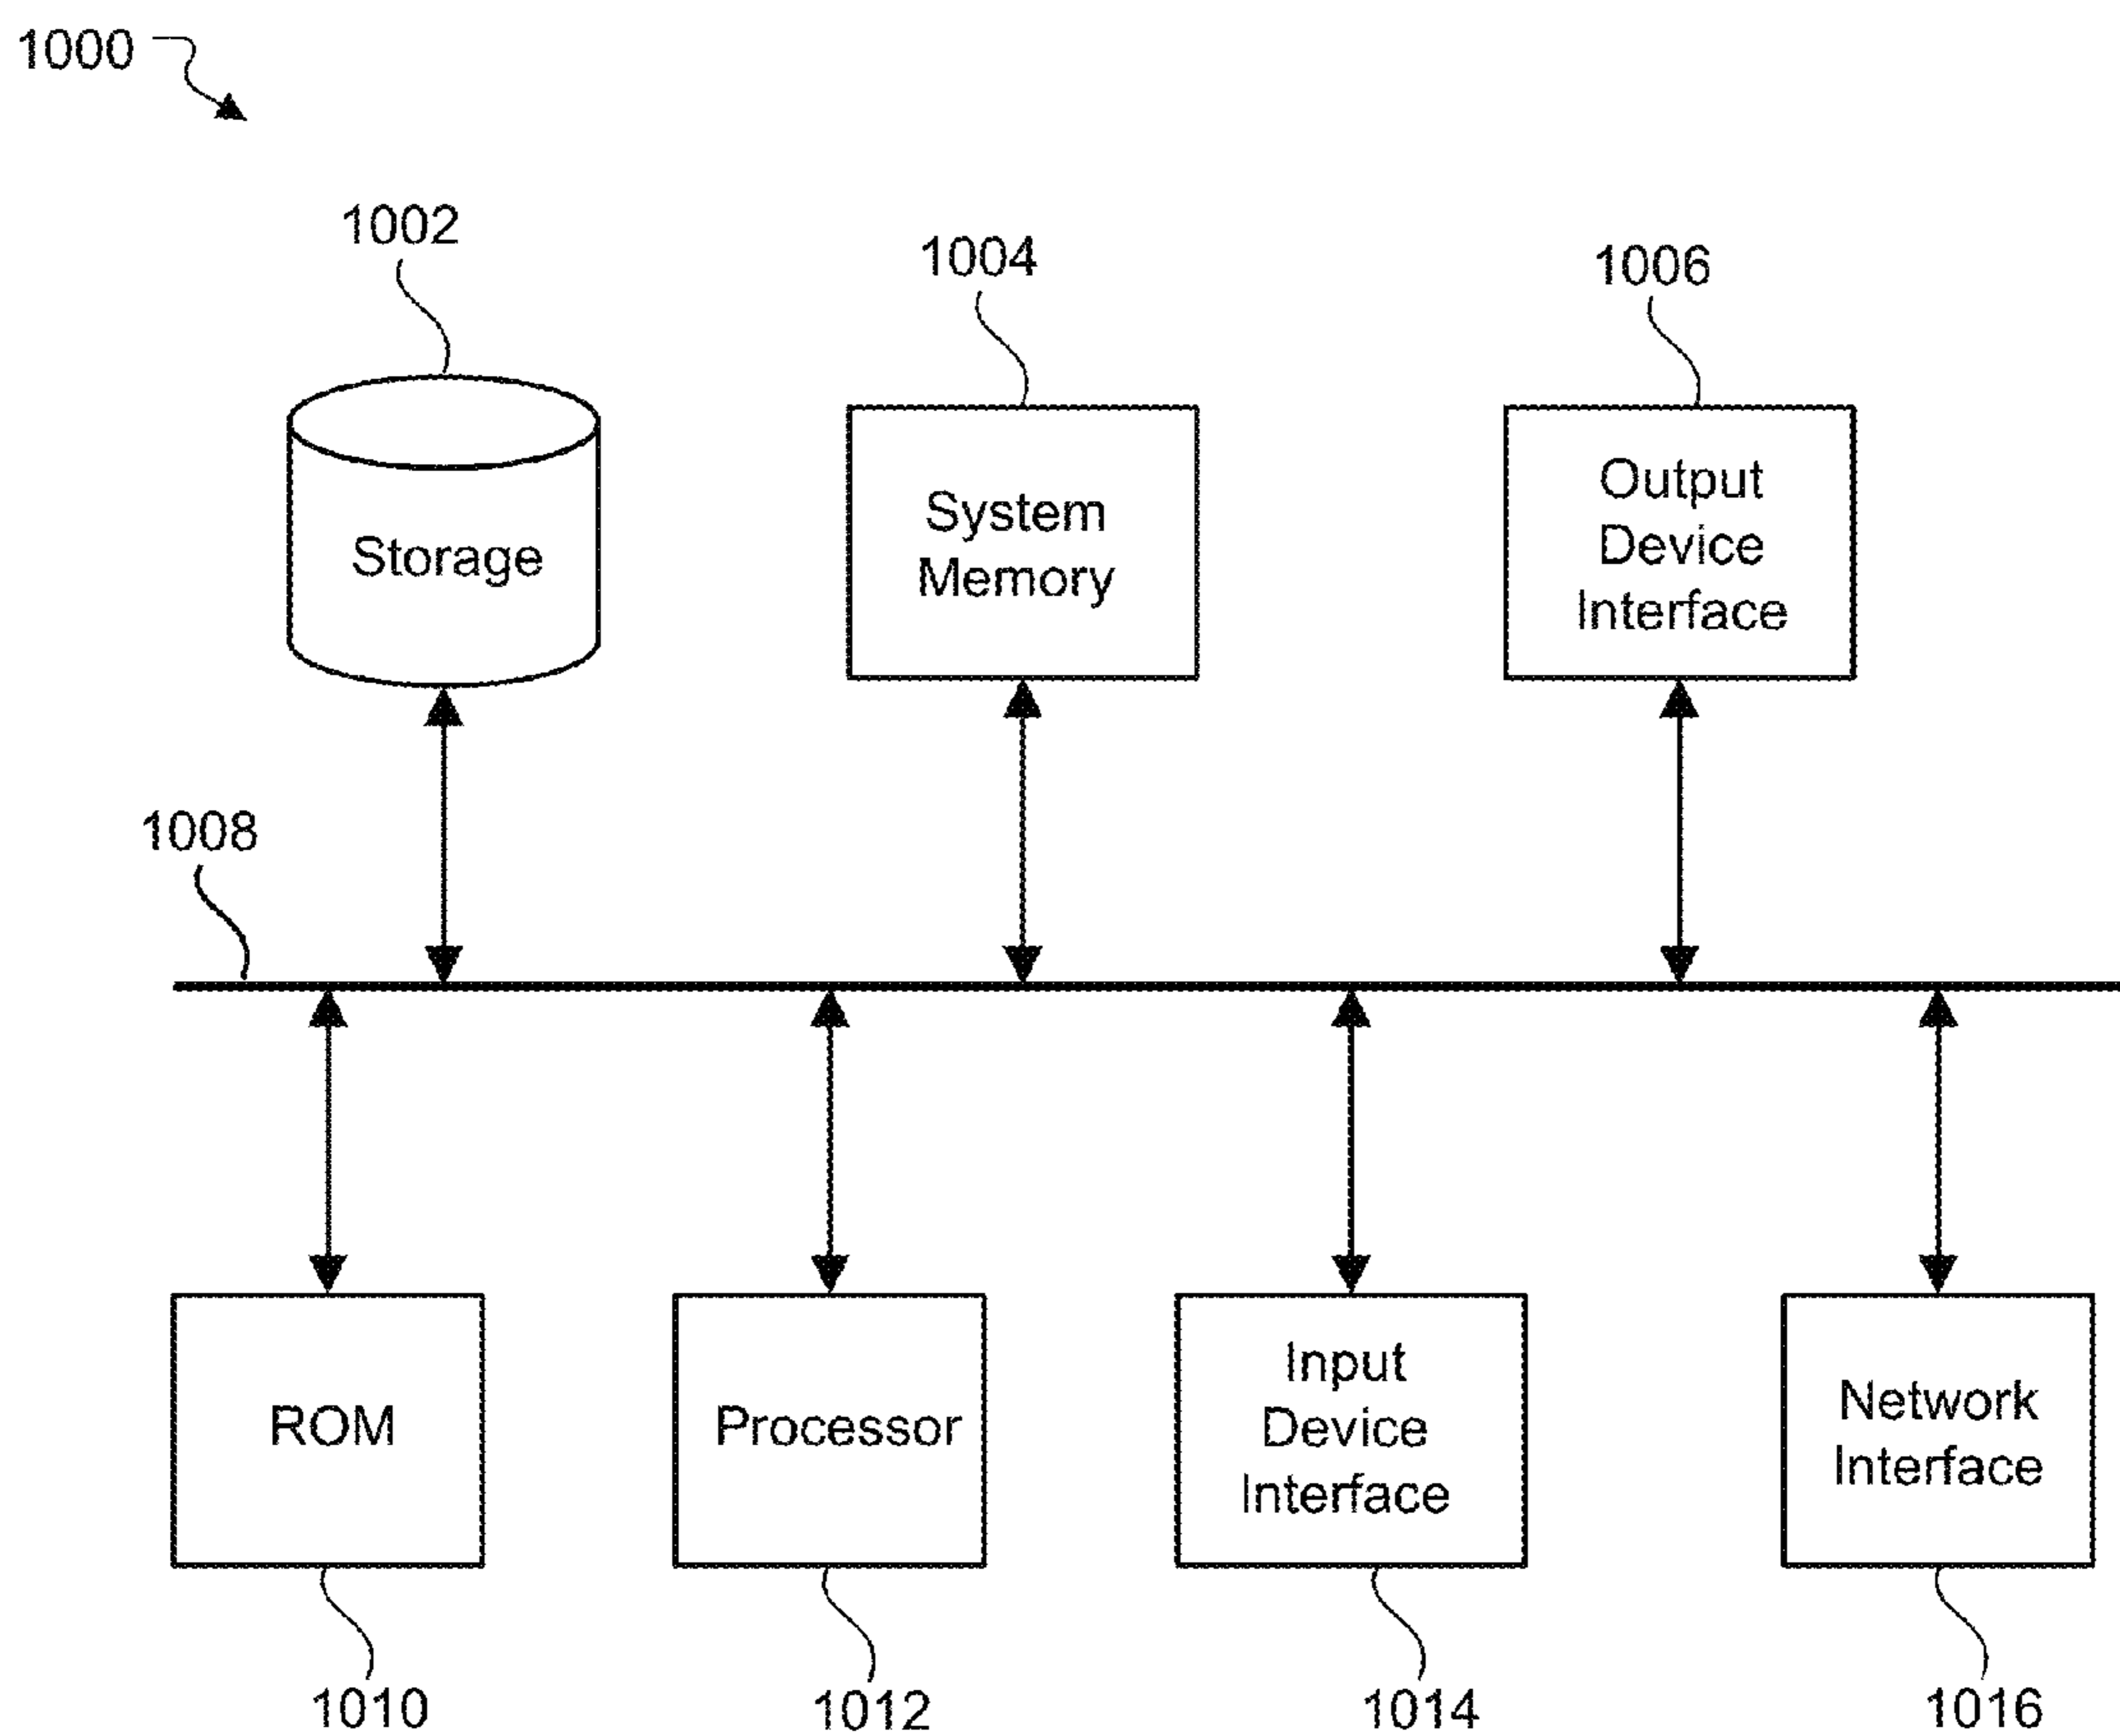 1000
1002
1004
1006
Storage
System
Memory
Output
Device
Interface
1008
ROM
Processor
Input
Device
Interface
Network
Interface
1010
1012
1014
1016